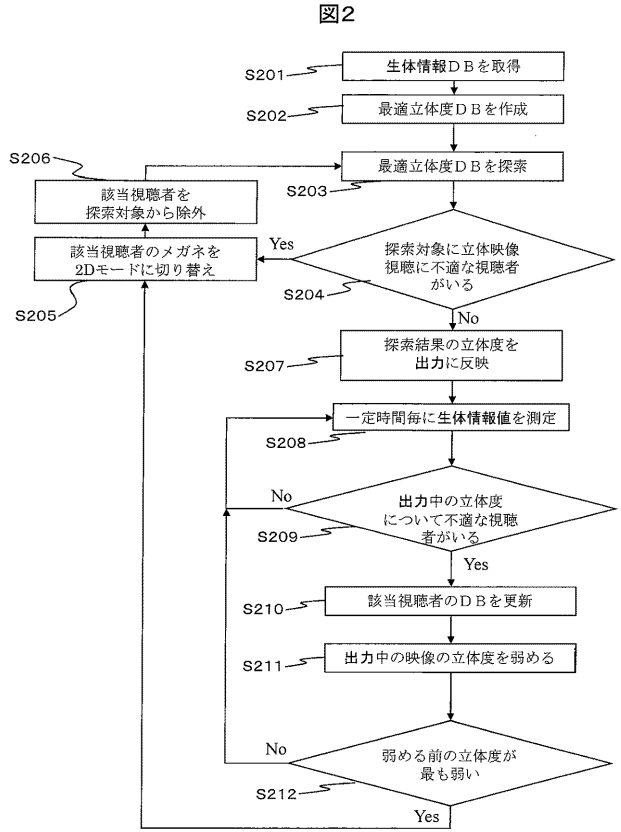 図2
S201
生体情報DBを取得
S202
最適立体度DBを作成
S206
該当視聴者を
探索対象から除外
最適立体度DBを探索
S203
該当視聴者のメガネを
2Dモードに切り替え
S205
Yes
探索対象に立体映像
視聴に不適な視聴者
がいる
S204
No
S207
探索結果の立体度を
出力に反映
一定時間毎に生体情報値を測定
S208
No
出力中の立体度
について不適な視聴
者がいる
S209
Yes
S210
該当視聴者のDBを更新
S211
出力中の映像の立体度を弱める
No
弱める前の立体度が
最も弱い
S212
Yes